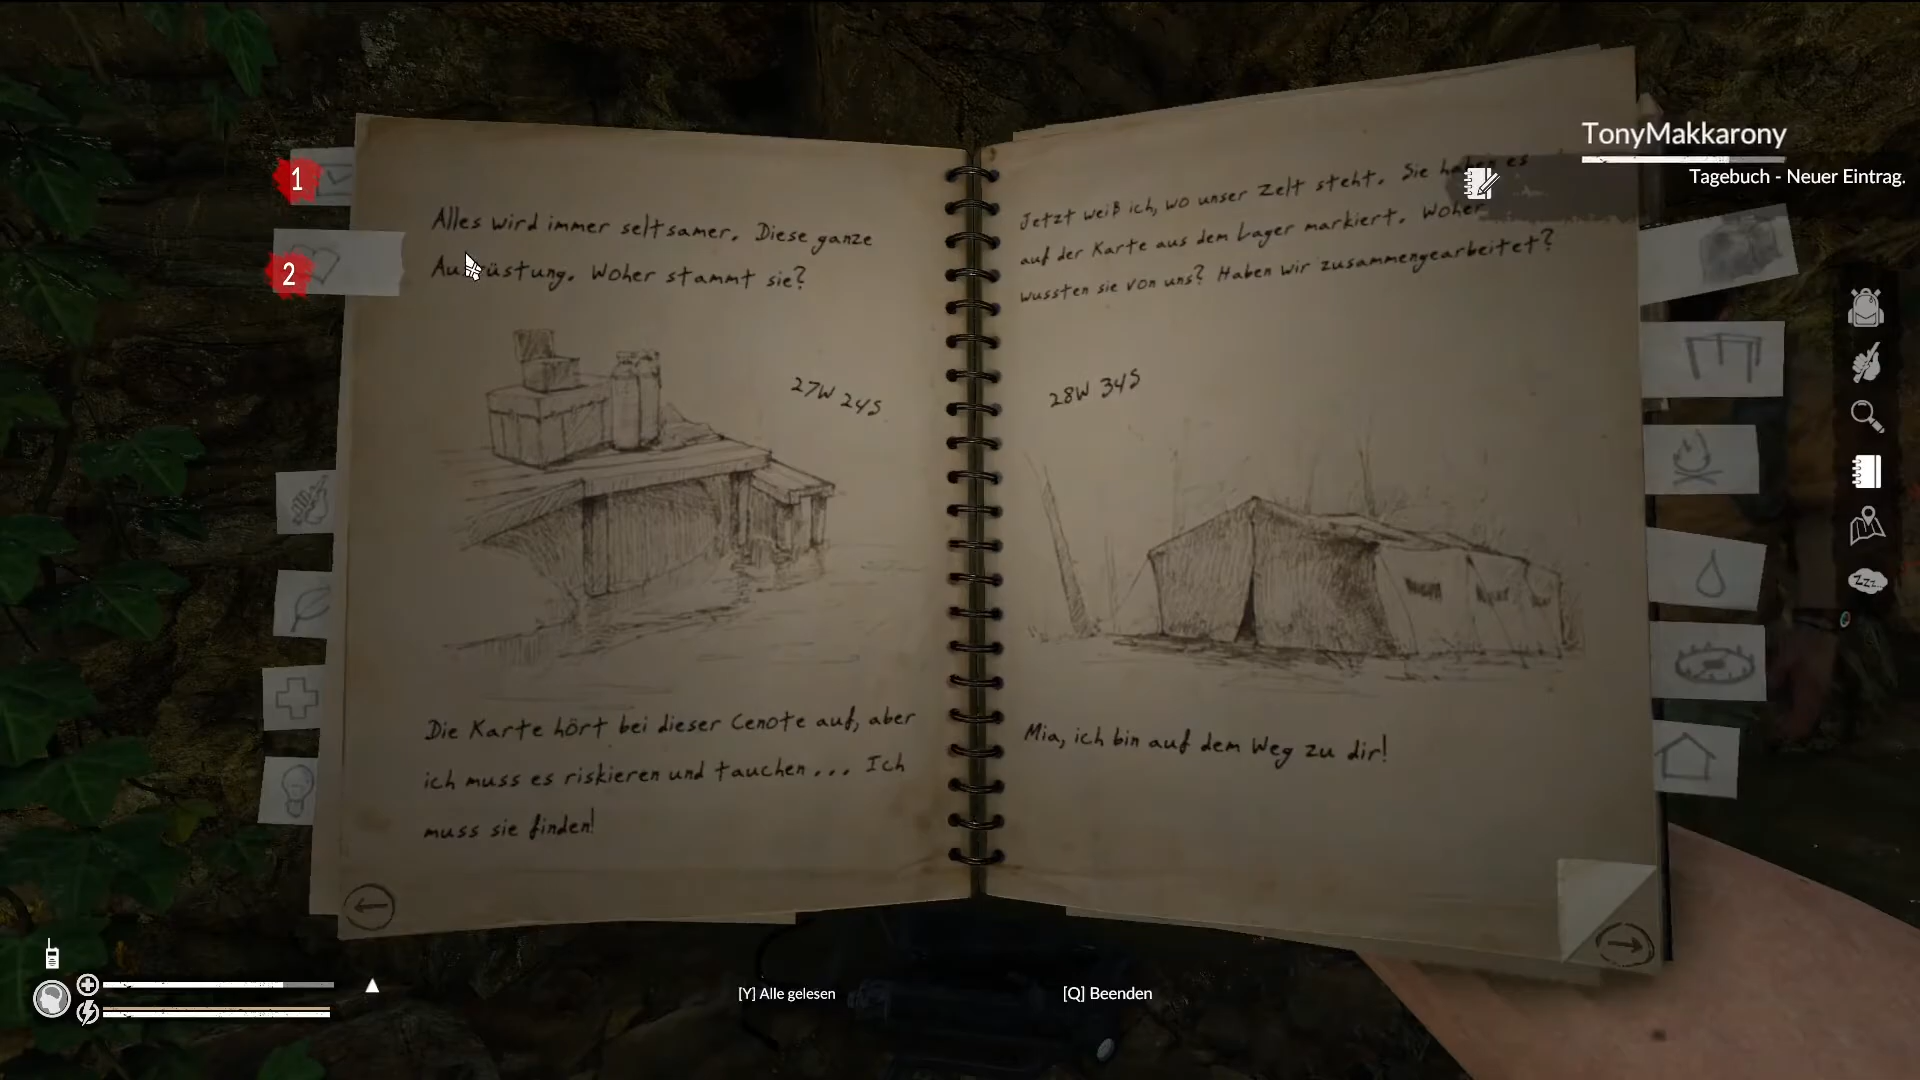 1
2
Alles wird immer seltsamer. Diese ganze
Ausrüstung. Woher stammt sie?
27W 24S
Die Karte hört bei dieser Cenote auf, aber
ich muss es riskieren und tauchen... Ich
muss sie finden!
Jetzt weiß ich, wo unser Zelt steht. Sie haben es
auf der Karte aus dem Lager markiert. Woher
wussten sie von uns? Haben wir zusammengearbeitet?
28W 34S
Mia, ich bin auf dem Weg zu dir!
TonyMakkarony
Tagebuch - Neuer Eintrag.
zzz
[Y] Alle gelesen
[Q] Beenden